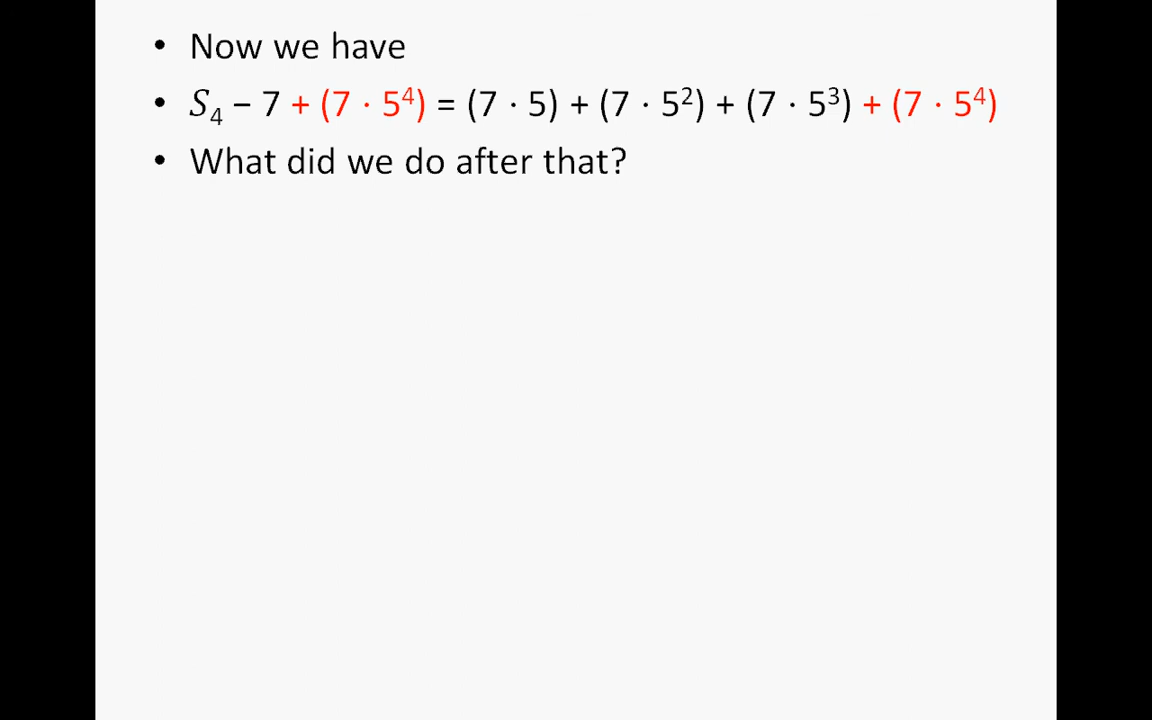 • Now we have
• S₄ – 7 + (7 · 5⁴) = (7 · 5) + (7 · 5²) + (7 · 5³) + (7 · 5⁴)
• What did we do after that?